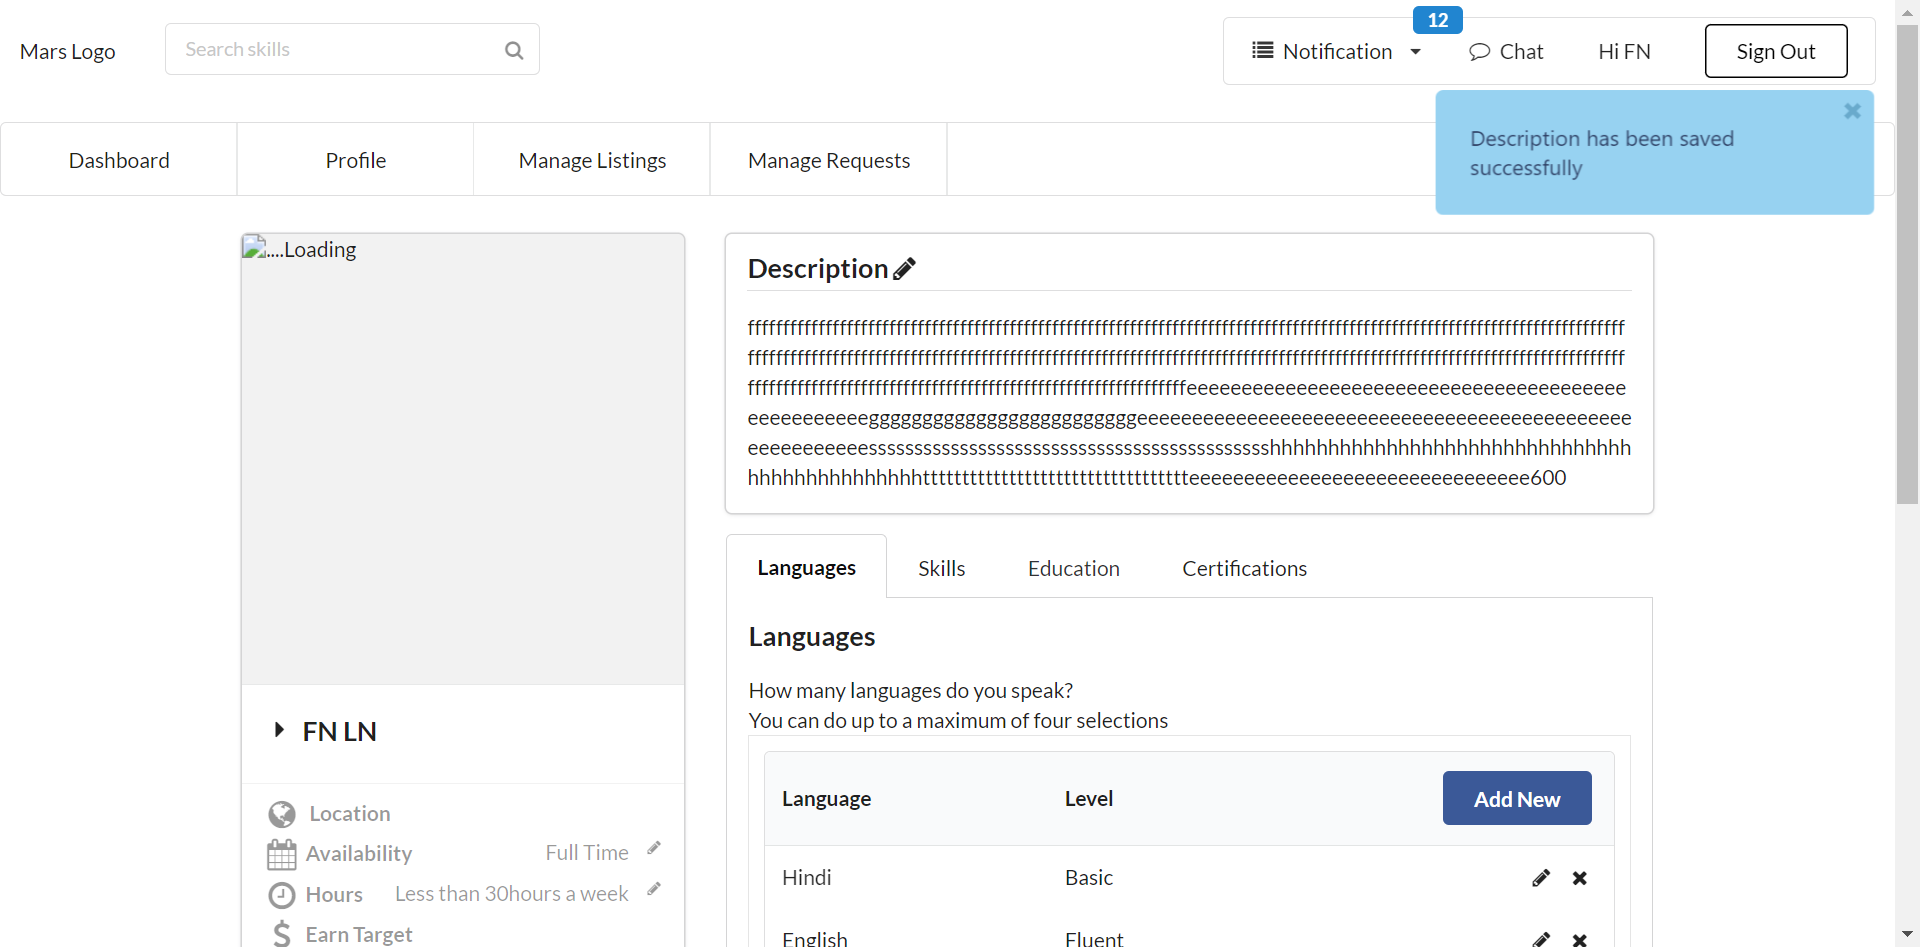 Mars Logo
Search skills
Notification
12
Chat
Hi FN
Sign Out
Description has been saved
successfully
Dashboard
Profile
Manage Listings
Manage Requests
....Loading
Description
600
Languages
Skills
Education
Certifications
Languages
How many languages do you speak?
You can do up to a maximum of four selections
Language
Level
Add New
Hindi
Basic
English
Fluent
FN LN
Location
Availability
Full Time
Hours
Less than 30hours a week
Earn Target